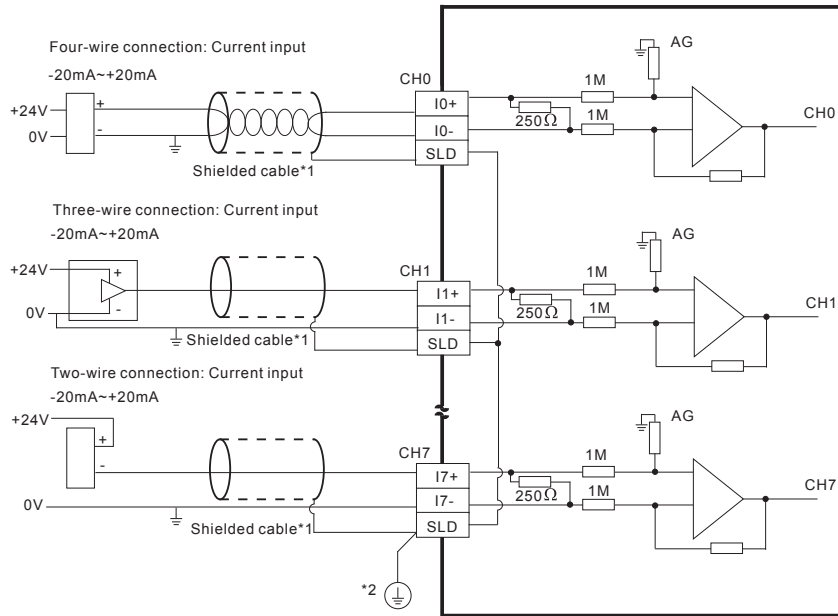 Four-wire connection: Current input
-20mA~+20mA
CH0
AG
+24V
+
I0+
1M
CH0
0V
-
I0-
250Ω
1M
SLD
Shielded cable*1
Three-wire connection: Current input
-20mA~+20mA
AG
+24V
+
CH1
I1+
1M
CH1
0V
-
I1-
250Ω
1M
Shielded cable*1
SLD
Two-wire connection: Current input
-20mA~+20mA
+24V
AG
+
CH7
-
I7+
1M
CH7
0V
I7-
250Ω
1M
Shielded cable*1
SLD
*2